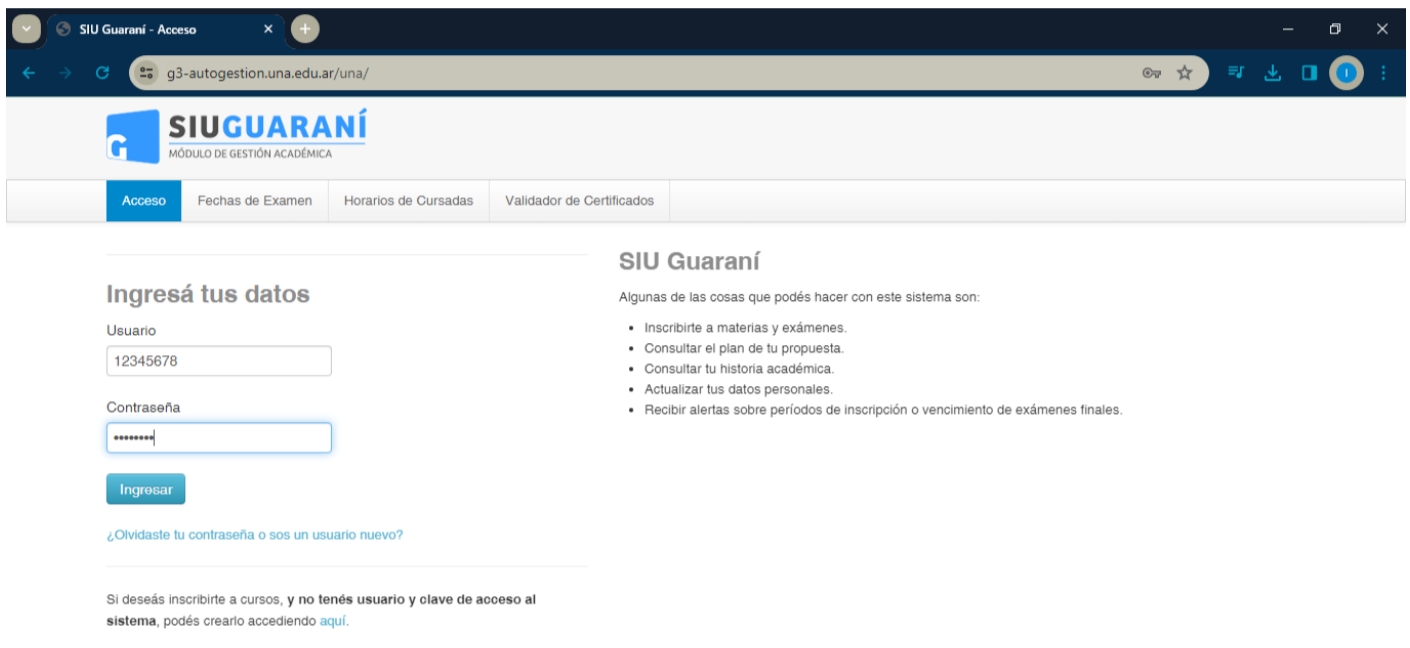 SIU Guaraní - Acceso
g3-autogestion.una.edu.ar/una/
I
G
SIUGUARANÍ
MÓDULO DE GESTIÓN ACADÉMICA
Acceso Fechas de Examen Horarios de Cursadas Validador de Certificados
Ingresá tus datos
Usuario
12345678
Contraseña
••••••••
Ingresar
¿Olvidaste tu contraseña o sos un usuario nuevo?
Si deseás inscribirte a cursos, y no tenés usuario y clave de acceso al
sistema, podés crearlo accediendo aquí.
SIU Guaraní
Algunas de las cosas que podés hacer con este sistema son:
• Inscribirte a materias y exámenes.
• Consultar el plan de tu propuesta.
• Consultar tu historia académica.
• Actualizar tus datos personales.
• Recibir alertas sobre períodos de inscripción o vencimiento de exámenes finales.